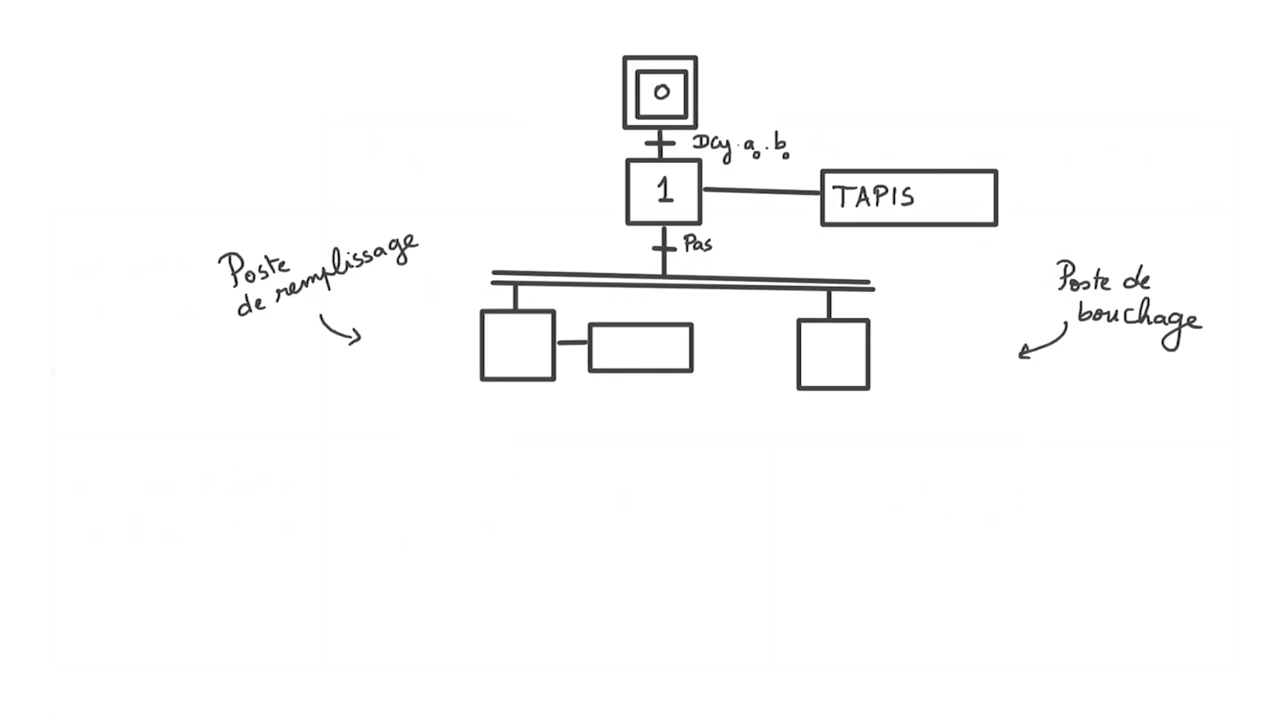 0
Dcy.a₀.b₀
1
TAPIS
Pas
Poste
de remplissage
Poste de
bouchage